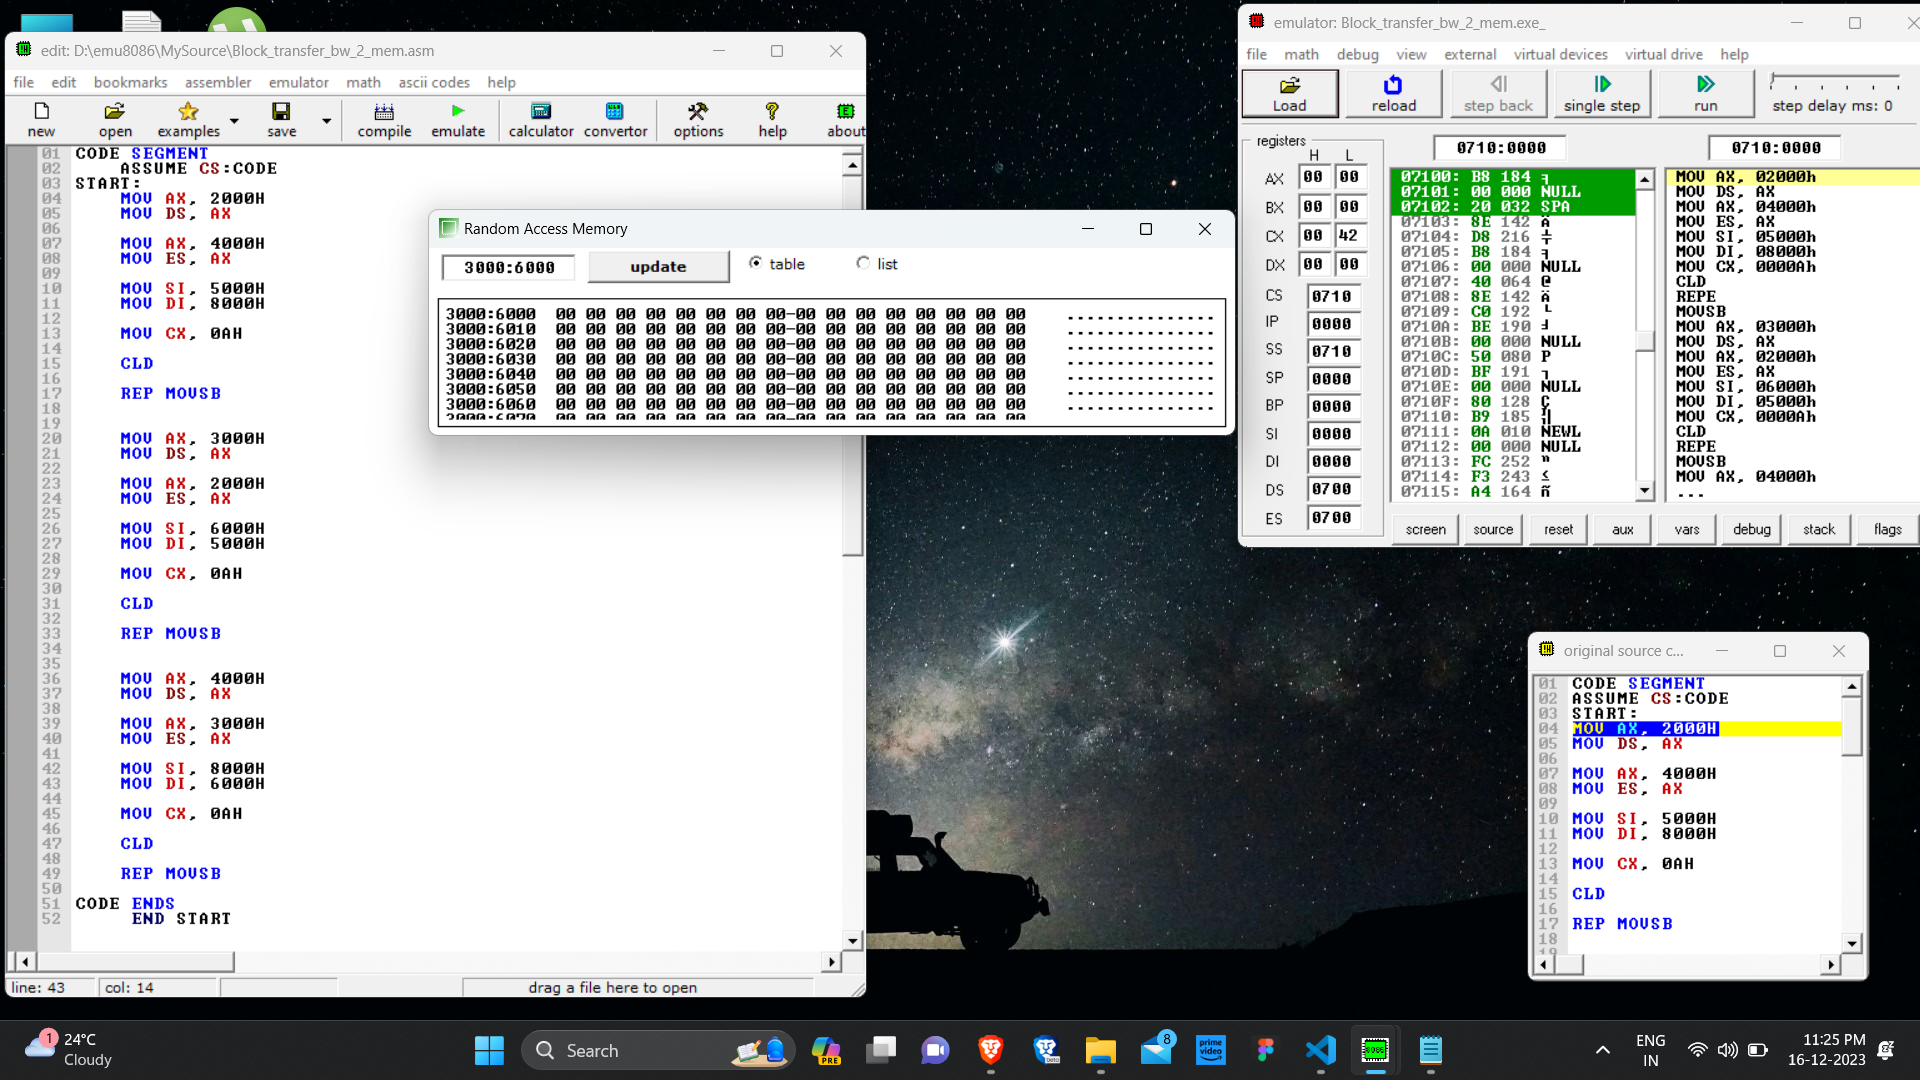 edit: D:\emu8086\MySource\Block_transfer_bw_2_mem.asm
file edit bookmarks assembler emulator math ascii codes help
new open examples save compile emulate calculator convertor options help about
01 CODE SEGMENT
02 ASSUME CS:CODE
03 START:
04 MOV AX, 2000H
05 MOV DS, AX
06
07 MOV AX, 4000H
08 MOV ES, AX
09
10 MOV SI, 5000H
11 MOV DI, 8000H
12
13 MOV CX, 0AH
14
15 CLD
16
17 REP MOVSB
18
19
20 MOV AX, 3000H
21 MOV DS, AX
22
23 MOV AX, 2000H
24 MOV ES, AX
25
26 MOV SI, 6000H
27 MOV DI, 5000H
28
29 MOV CX, 0AH
30
31 CLD
32
33 REP MOVSB
34
35
36 MOV AX, 4000H
37 MOV DS, AX
38
39 MOV AX, 3000H
40 MOV ES, AX
41
42 MOV SI, 8000H
43 MOV DI, 6000H
44
45 MOV CX, 0AH
46
47 CLD
48
49 REP MOVSB
50
51 CODE ENDS
52 END START
line: 43 col: 14 drag a file here to open
Random Access Memory
3000:6000 update table list
3000:6000 00 00 00 00 00 00 00 00-00 00 00 00 00 00 00 00 ................
3000:6010 00 00 00 00 00 00 00 00-00 00 00 00 00 00 00 00 ................
3000:6020 00 00 00 00 00 00 00 00-00 00 00 00 00 00 00 00 ................
3000:6030 00 00 00 00 00 00 00 00-00 00 00 00 00 00 00 00 ................
3000:6040 00 00 00 00 00 00 00 00-00 00 00 00 00 00 00 00 ................
3000:6050 00 00 00 00 00 00 00 00-00 00 00 00 00 00 00 00 ................
3000:6060 00 00 00 00 00 00 00 00-00 00 00 00 00 00 00 00 ................
3000:6070 00 00 00 00 00 00 00 00-00 00 00 00 00 00 00 00
emulator: Block_transfer_bw_2_mem.exe_
file math debug view external virtual devices virtual drive help
Load reload step back single step run step delay ms: 0
registers
H L
AX 00 00
BX 00 00
CX 00 42
DX 00 00
CS 0710
IP 0000
SS 0710
SP 0000
BP 0000
SI 0000
DI 0000
DS 0700
ES 0700
0710:0000
07100: B8 184 ╕
07101: 00 000 NULL
07102: 20 032 SPA
07103: 8E 142 Ä
07104: D8 216 ╪
07105: B8 184 ╕
07106: 00 000 NULL
07107: 40 064 @
07108: 8E 142 Ä
07109: C0 192 └
0710A: BE 190 ╛
0710B: 00 000 NULL
0710C: 50 080 P
0710D: BF 191 ┐
0710E: 00 000 NULL
0710F: 80 128 Ç
07110: B9 185 ╣
07111: 0A 010 NEWL
07112: 00 000 NULL
07113: FC 252 ⁿ
07114: F3 243 ≤
07115: A4 164 ñ
0710:0000
MOV AX, 02000h
MOV DS, AX
MOV AX, 04000h
MOV ES, AX
MOV SI, 05000h
MOV DI, 08000h
MOV CX, 0000Ah
CLD
REPE
MOVSB
MOV AX, 03000h
MOV DS, AX
MOV AX, 02000h
MOV ES, AX
MOV SI, 06000h
MOV DI, 05000h
MOV CX, 0000Ah
CLD
REPE
MOVSB
MOV AX, 04000h
...
screen source reset aux vars debug stack flags
original source c...
01 CODE SEGMENT
02 ASSUME CS:CODE
03 START:
04 MOV AX, 2000H
05 MOV DS, AX
06
07 MOV AX, 4000H
08 MOV ES, AX
09
10 MOV SI, 5000H
11 MOV DI, 8000H
12
13 MOV CX, 0AH
14
15 CLD
16
17 REP MOVSB
18
19
1
24°C
Cloudy
Search
PRE
beta
8
prime video
8086
ENG
IN
11:25 PM
16-12-2023